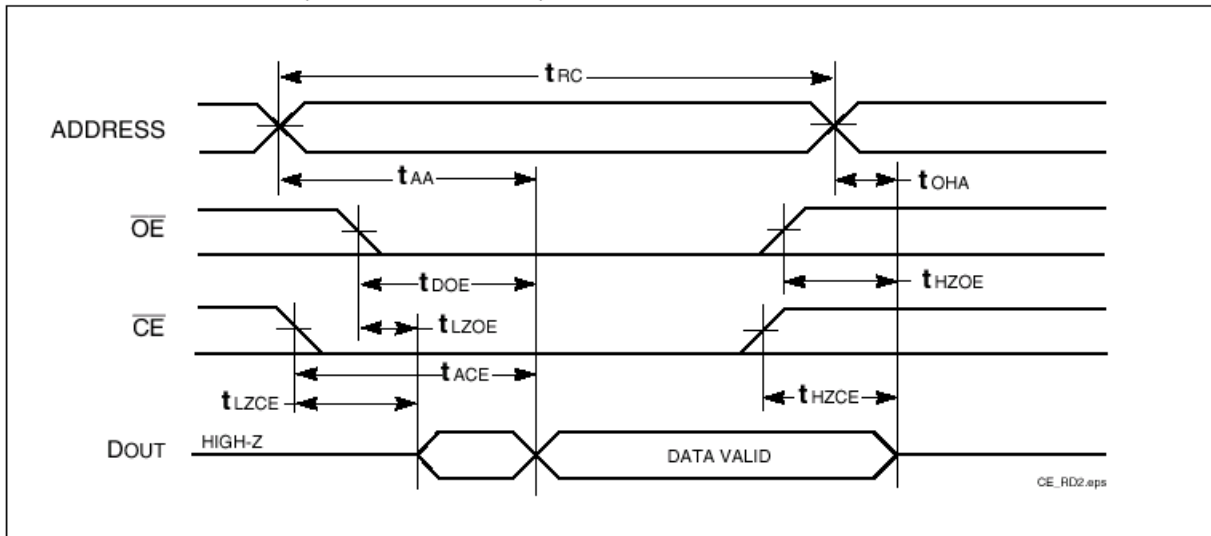 tRC
ADDRESS
tAA
tOHA
OE
tDOE
tHZOE
CE
tLZOE
tACE
tLZCE
tHZCE
DOUT
HIGH-Z
DATA VALID
CE_RD2.eps